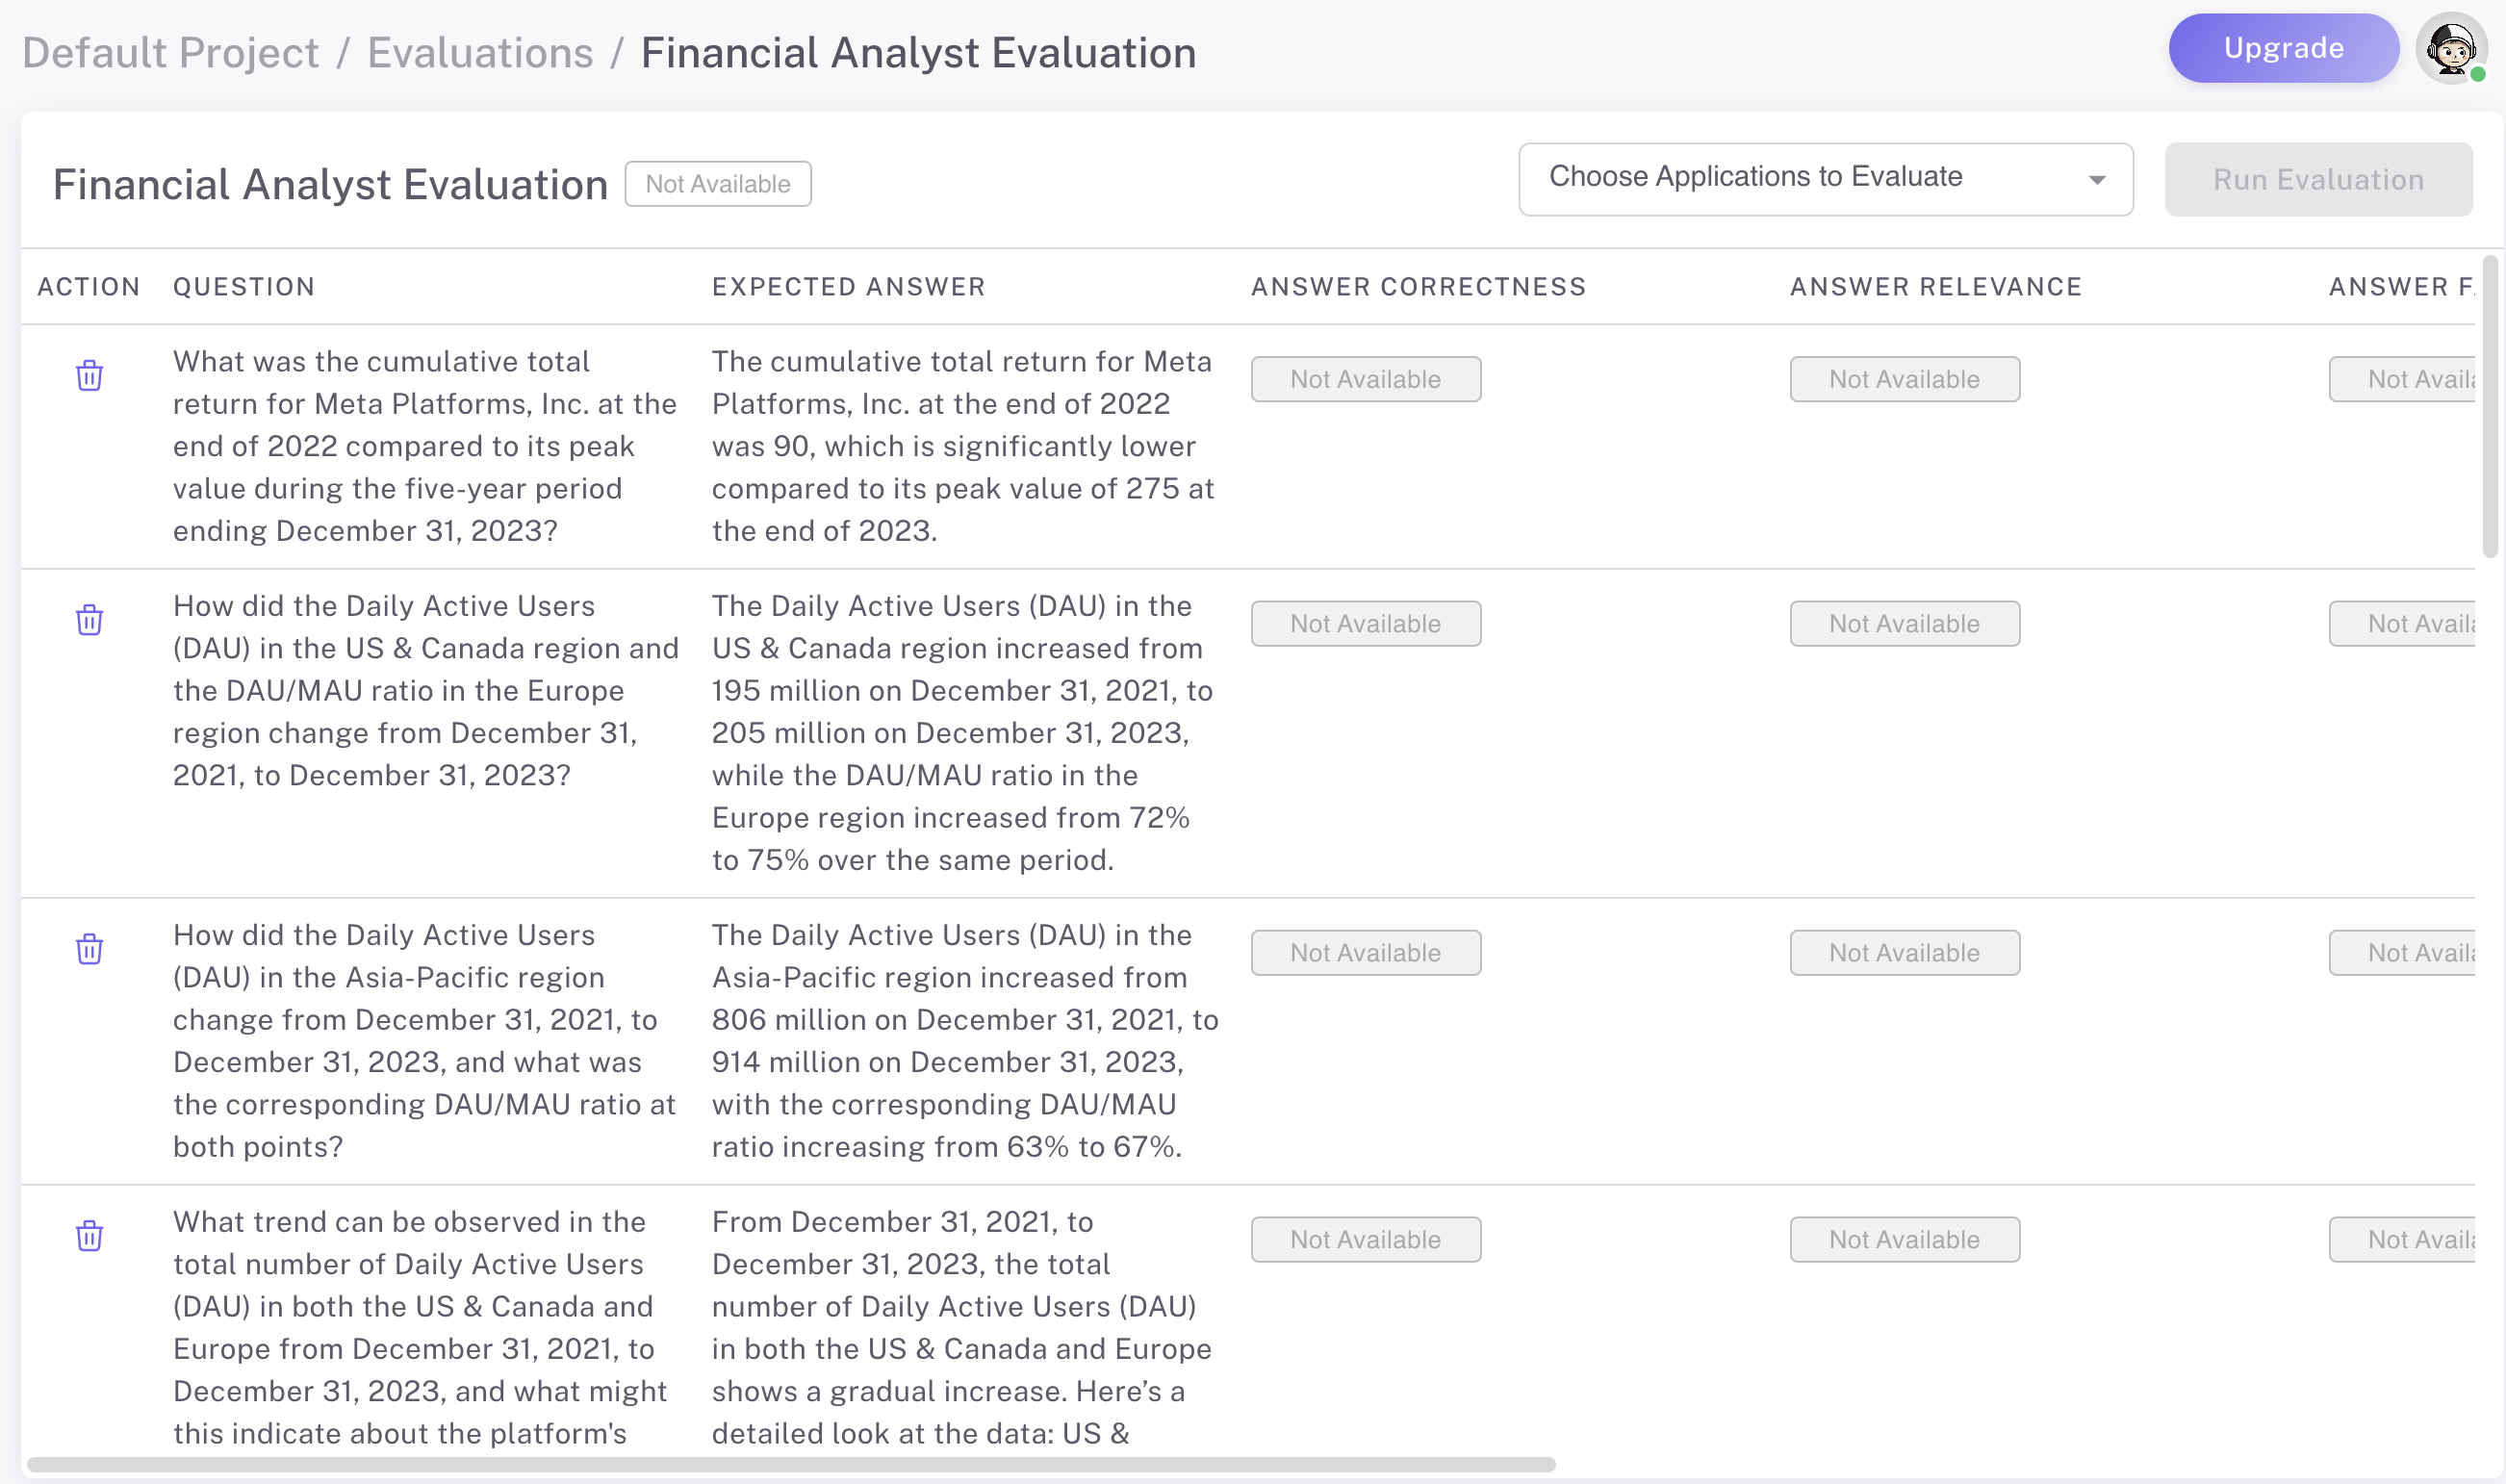 Default Project / Evaluations / Financial Analyst Evaluation
Upgrade
Financial Analyst Evaluation
Not Available
Choose Applications to Evaluate
Run Evaluation
ACTION
QUESTION
EXPECTED ANSWER
ANSWER CORRECTNESS
ANSWER RELEVANCE
ANSWER F
What was the cumulative total
return for Meta Platforms, Inc. at the
end of 2022 compared to its peak
value during the five-year period
ending December 31, 2023?
The cumulative total return for Meta
Platforms, Inc. at the end of 2022
was 90, which is significantly lower
compared to its peak value of 275 at
the end of 2023.
Not Available
Not Available
Not Availa
How did the Daily Active Users
(DAU) in the US & Canada region and
the DAU/MAU ratio in the Europe
region change from December 31,
2021, to December 31, 2023?
The Daily Active Users (DAU) in the
US & Canada region increased from
195 million on December 31, 2021, to
205 million on December 31, 2023,
while the DAU/MAU ratio in the
Europe region increased from 72%
to 75% over the same period.
Not Available
Not Available
Not Availa
How did the Daily Active Users
(DAU) in the Asia-Pacific region
change from December 31, 2021, to
December 31, 2023, and what was
the corresponding DAU/MAU ratio at
both points?
The Daily Active Users (DAU) in the
Asia-Pacific region increased from
806 million on December 31, 2021, to
914 million on December 31, 2023,
with the corresponding DAU/MAU
ratio increasing from 63% to 67%.
Not Available
Not Available
Not Availa
What trend can be observed in the
total number of Daily Active Users
(DAU) in both the US & Canada and
Europe from December 31, 2021, to
December 31, 2023, and what might
this indicate about the platform's
From December 31, 2021, to
December 31, 2023, the total
number of Daily Active Users (DAU)
in both the US & Canada and Europe
shows a gradual increase. Here’s a
detailed look at the data: US &
Not Available
Not Available
Not Availa